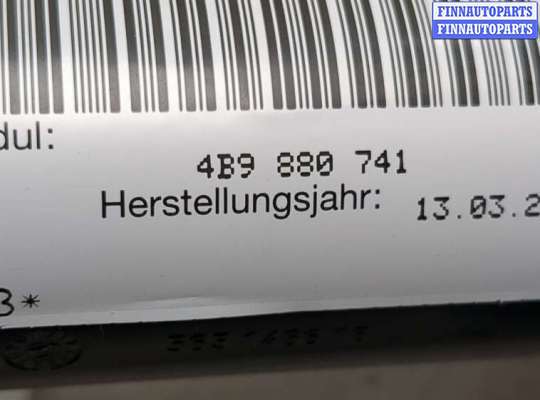 FINNAUTOPARTS
FINNAUTOPARTS
dul:
4B9 880 741
Herstellungsjahr: 13.03.2
3*